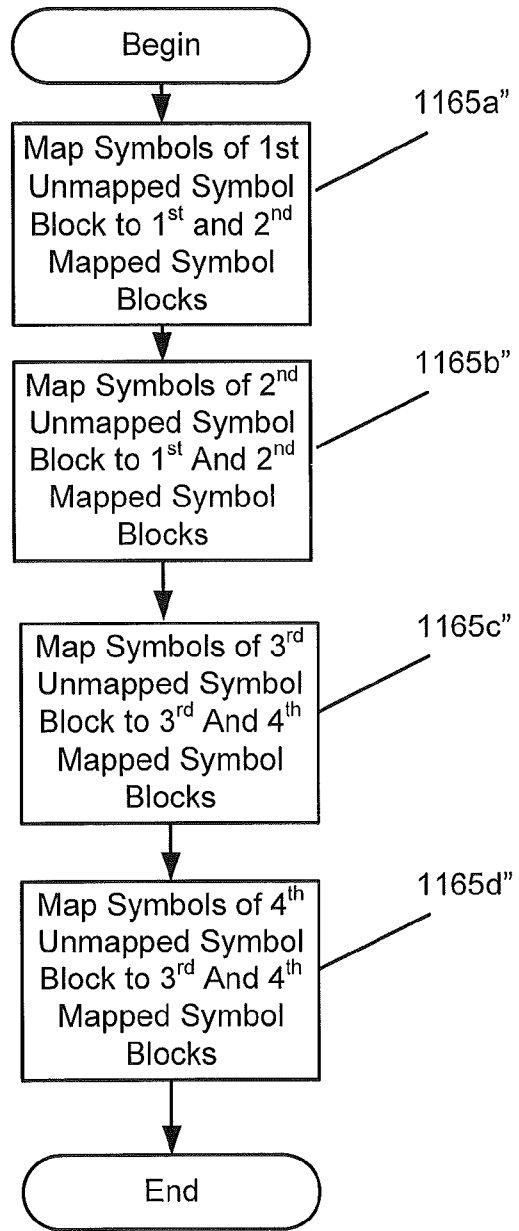 Begin
1165a”
Map Symbols of 1st
Unmapped Symbol
Block to 1st and 2nd
Mapped Symbol
Blocks
1165b”
Map Symbols of 2nd
Unmapped Symbol
Block to 1st And 2nd
Mapped Symbol
Blocks
1165c”
Map Symbols of 3rd
Unmapped Symbol
Block to 3rd And 4th
Mapped Symbol
Blocks
1165d”
Map Symbols of 4th
Unmapped Symbol
Block to 3rd And 4th
Mapped Symbol
Blocks
End